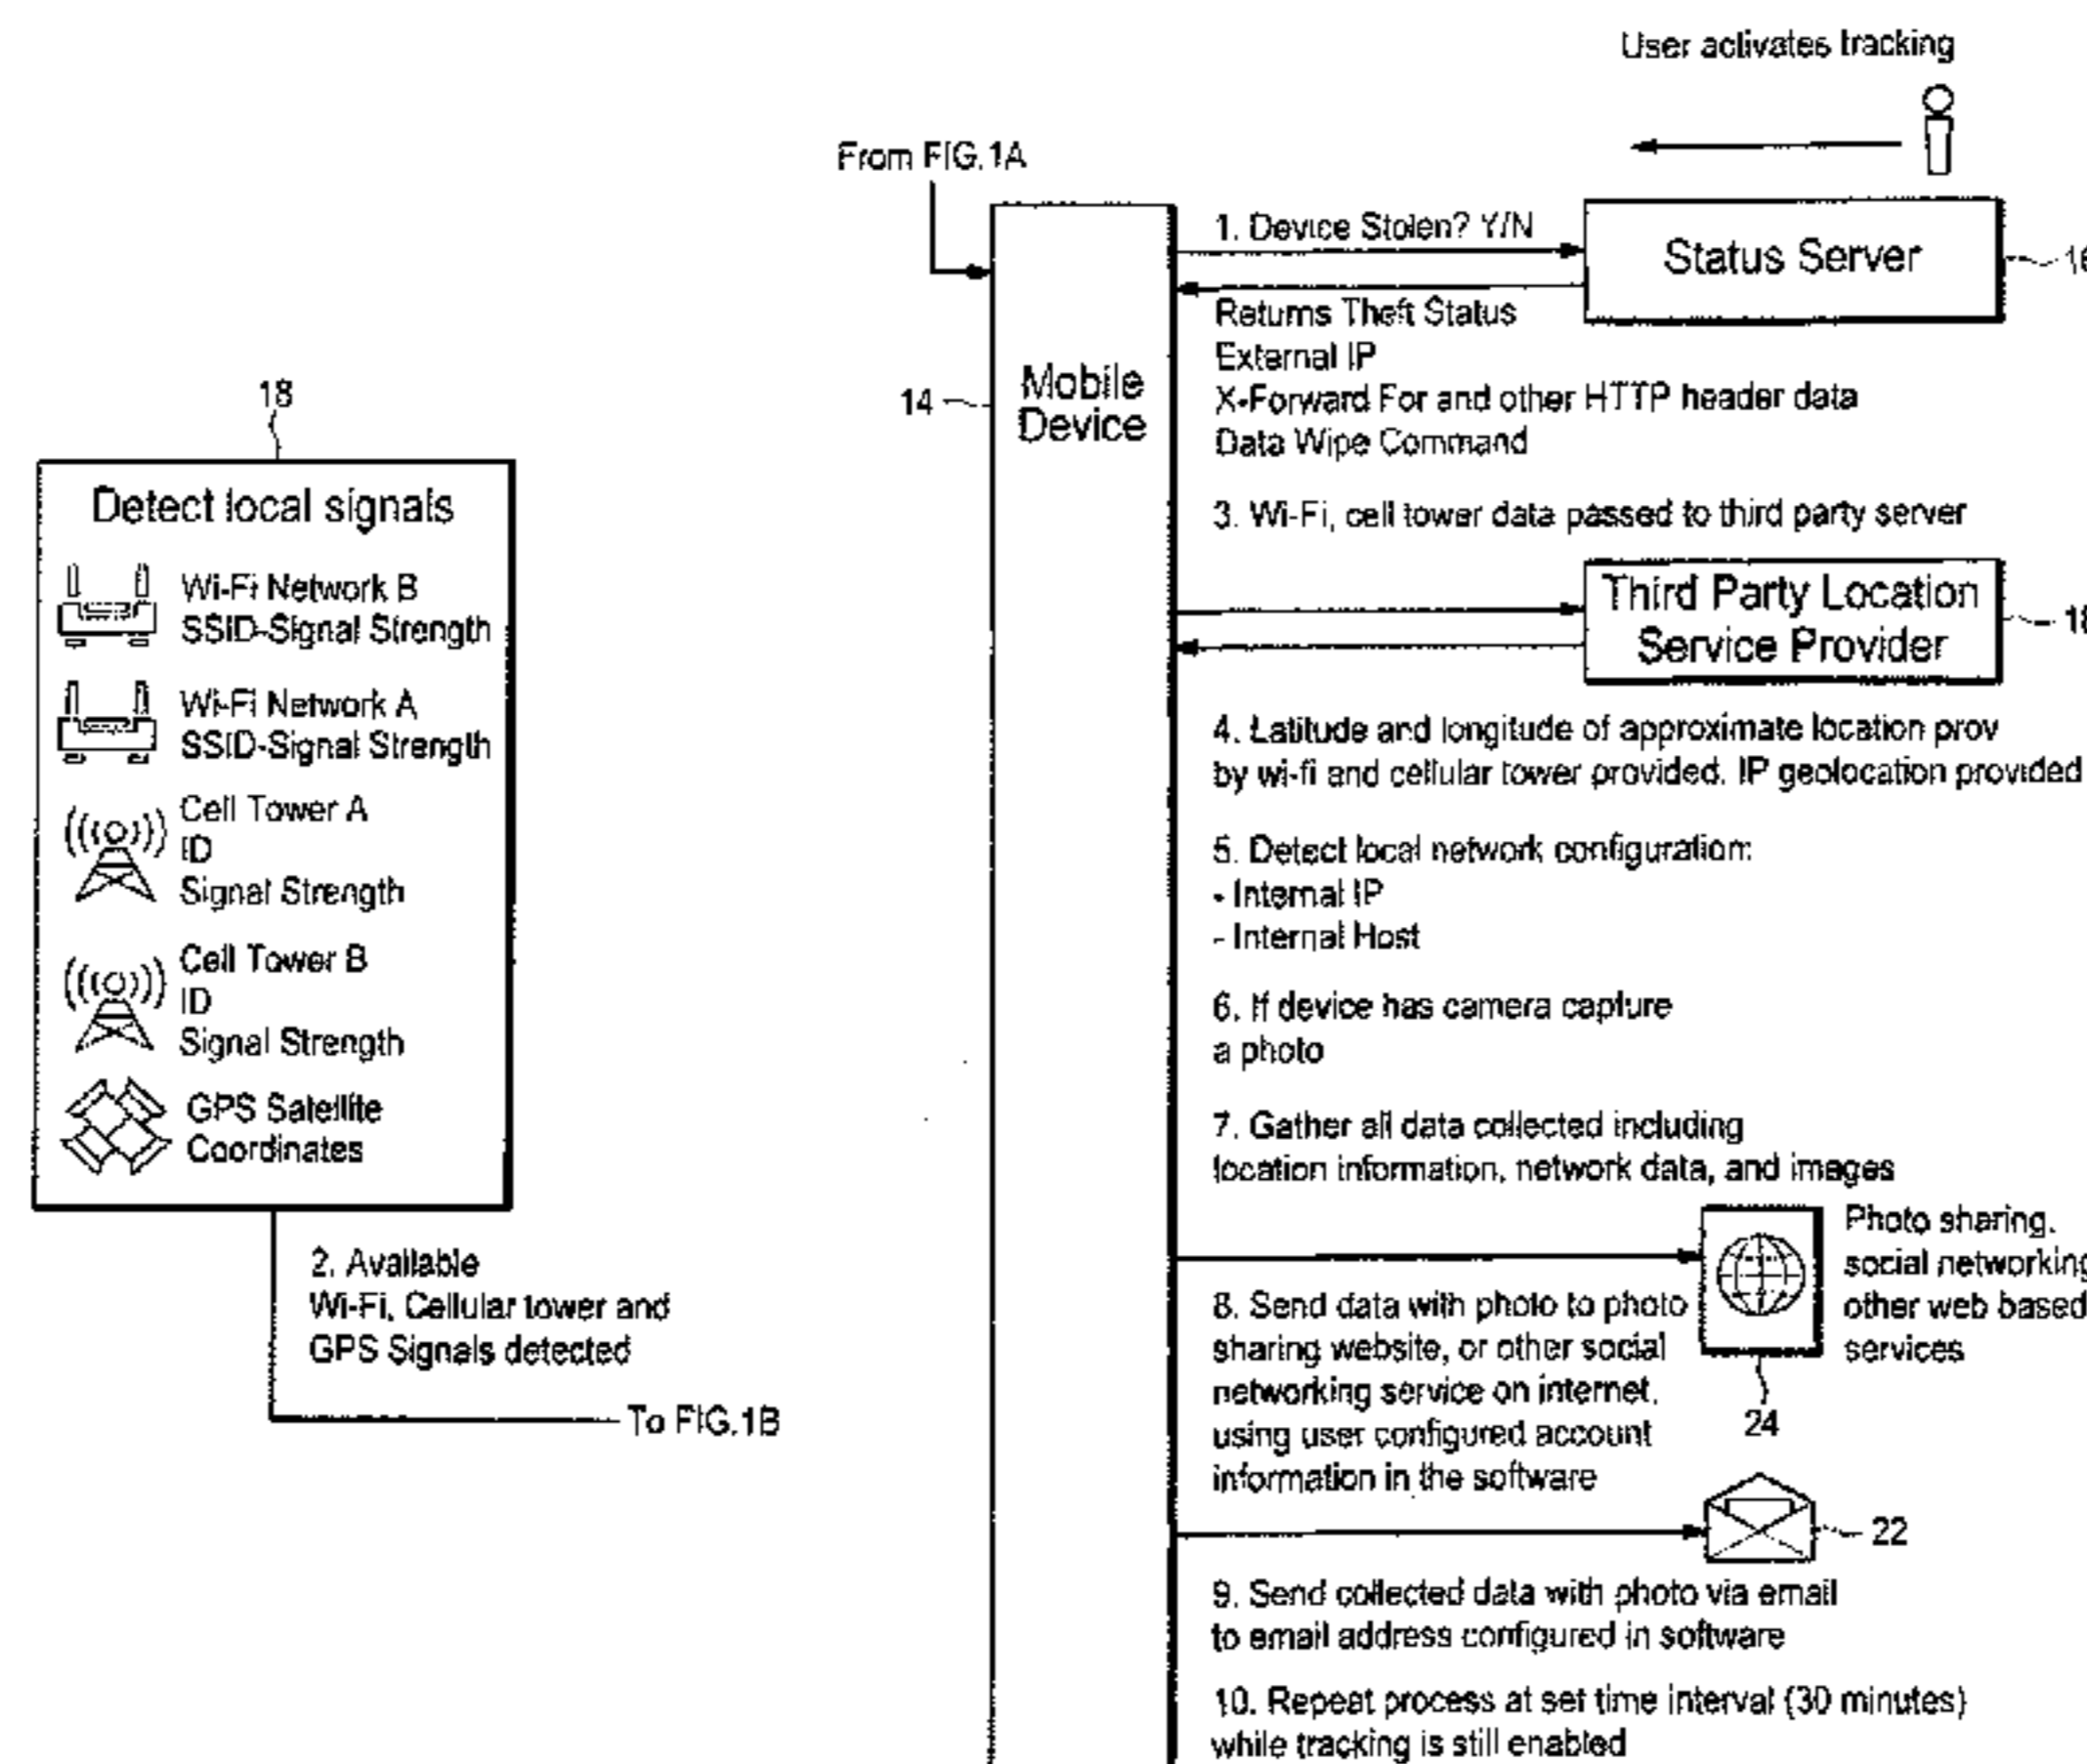 User activates tracking
From FIG.1A
1. Device Stolen? Y/N
Status Server
16
Returns Theft Status
External IP
X-Forward For and other HTTP header data
Data Wipe Command
14
Mobile
Device
3. Wi-Fi, cell tower data passed to third party server
Third Party Location
Service Provider
18
4. Latitude and longitude of approximate location prov
by wi-fi and cellular tower provided. IP geolocation provided
5. Detect local network configuration:
- Internal IP
- Internal Host
6. If device has camera capture
a photo
7. Gather all data collected including
location information, network data, and images
Photo sharing,
social networking
other web based
services
24
8. Send data with photo to photo
sharing website, or other social
networking service on internet,
using user configured account
information in the software
22
9. Send collected data with photo via email
to email address configured in software
10. Repeat process at set time interval (30 minutes)
while tracking is still enabled
18
Detect local signals
Wi-Fi Network B
SSID-Signal Strength
Wi-Fi Network A
SSID-Signal Strength
Cell Tower A
ID
Signal Strength
Cell Tower B
ID
Signal Strength
GPS Satellite
Coordinates
2. Available
Wi-Fi, Cellular tower and
GPS Signals detected
To FIG.1B